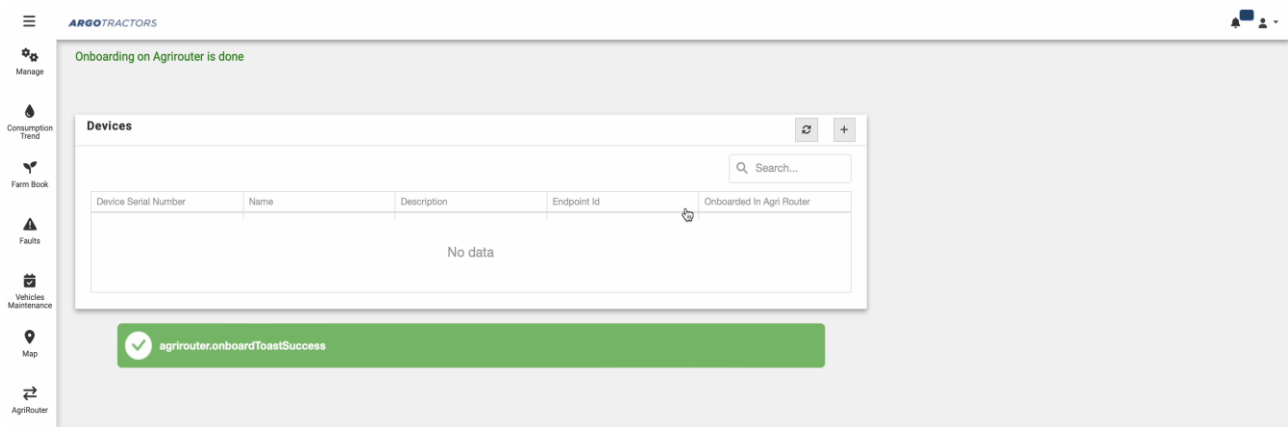 ARGOTRACTORS
Manage
Onboarding on Agrirouter is done
Consumption
Trend
Farm Book
Faults
Vehicles
Maintenance
Map
AgriRouter
Devices
Search...
Device Serial Number Name Description Endpoint Id Onboarded In Agri Router
No data
agrirouter.onboardToastSuccess